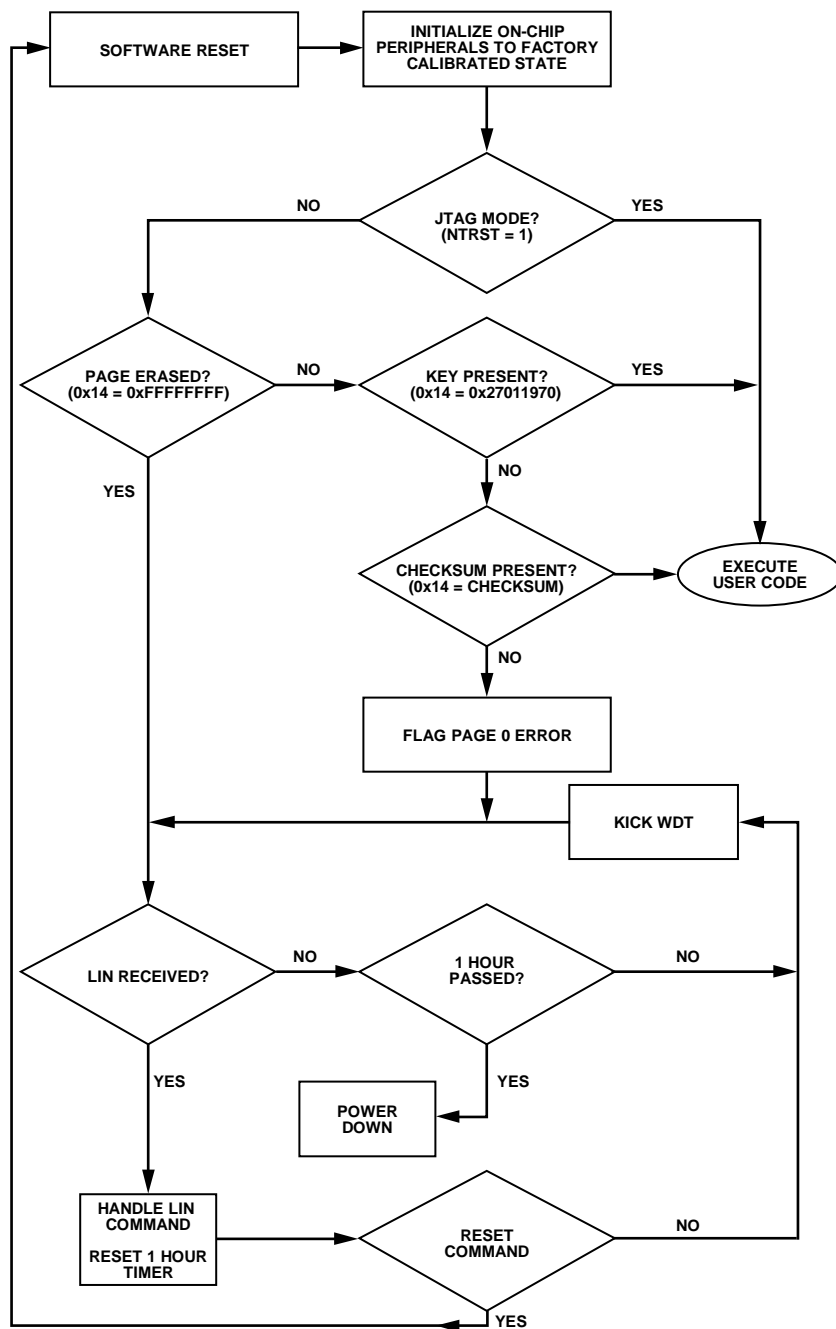 SOFTWARE RESET
INITIALIZE ON-CHIP
PERIPHERALS TO FACTORY
CALIBRATED STATE
NO
JTAG MODE?
(NTRST = 1)
YES
PAGE ERASED?
(0x14 = 0xFFFFFFFF)
NO
KEY PRESENT?
(0x14 = 0x27011970)
YES
YES
NO
CHECKSUM PRESENT?
(0x14 = CHECKSUM)
EXECUTE
USER CODE
NO
FLAG PAGE 0 ERROR
KICK WDT
LIN RECEIVED?
NO
1 HOUR
PASSED?
NO
YES
YES
POWER
DOWN
HANDLE LIN
COMMAND
RESET 1 HOUR
TIMER
RESET
COMMAND
NO
YES